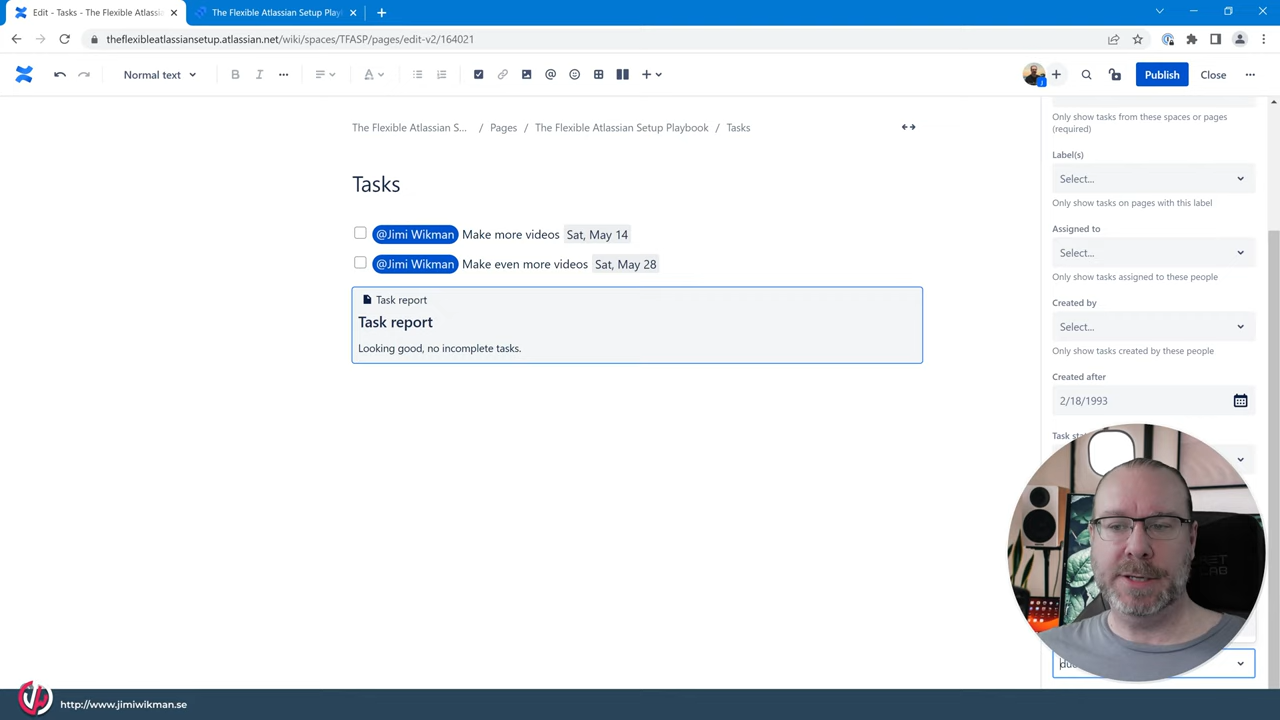 Edit - Tasks - The Flexible Atlassi
The Flexible Atlassian Setup Playb
theflexibleatlassiansetup.atlassian.net/wiki/spaces/TFASP/pages/edit-v2/164021
Normal text
B I
A
Publish
Close
The Flexible Atlassian S... / Pages / The Flexible Atlassian Setup Playbook / Tasks
Tasks
@Jimi Wikman Make more videos Sat, May 14
@Jimi Wikman Make even more videos Sat, May 28
Task report
Task report
Looking good, no incomplete tasks.
Only show tasks from these spaces or pages
(required)
Label(s)
Select...
Only show tasks on pages with this label
Assigned to
Select...
Only show tasks assigned to these people
Created by
Select...
Only show tasks created by these people
Created after
2/18/1993
Task
http://www.jimiwikman.se